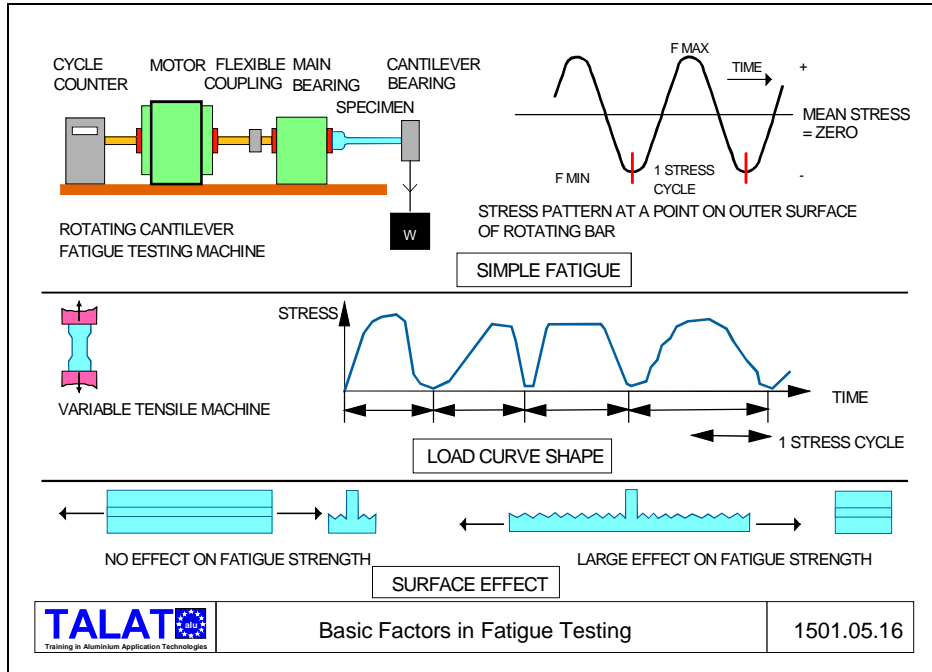 CYCLE
COUNTER
MOTOR
FLEXIBLE
COUPLING
MAIN
BEARING
CANTILEVER
BEARING
SPECIMEN
W
ROTATING CANTILEVER
FATIGUE TESTING MACHINE
F MAX
TIME
+
MEAN STRESS
= ZERO
F MIN
1 STRESS
CYCLE
-
STRESS PATTERN AT A POINT ON OUTER SURFACE
OF ROTATING BAR
SIMPLE FATIGUE
STRESS
VARIABLE TENSILE MACHINE
TIME
1 STRESS CYCLE
LOAD CURVE SHAPE
NO EFFECT ON FATIGUE STRENGTH
LARGE EFFECT ON FATIGUE STRENGTH
SURFACE EFFECT
TALAT
alu
Training in Aluminium Application Technologies
Basic Factors in Fatigue Testing
1501.05.16